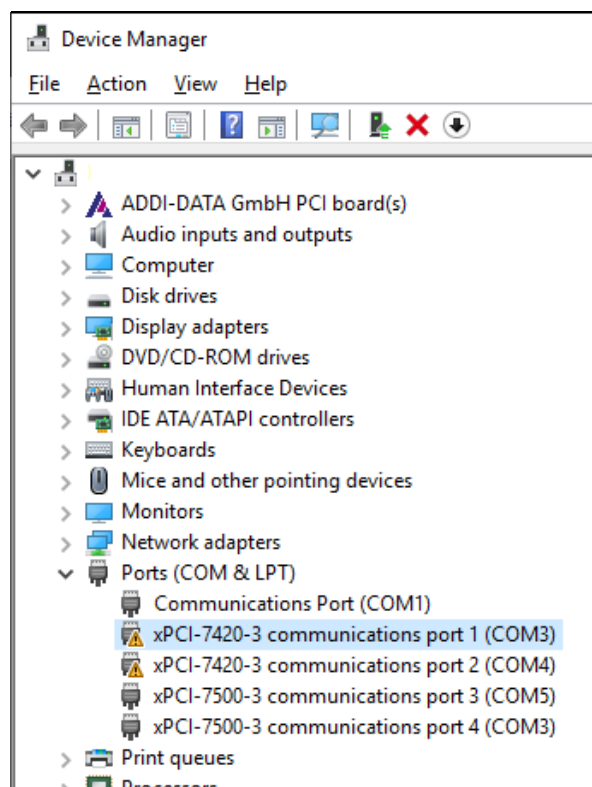 Device Manager
File Action View Help
ADDI-DATA GmbH PCI board(s)
Audio inputs and outputs
Computer
Disk drives
Display adapters
DVD/CD-ROM drives
Human Interface Devices
IDE ATA/ATAPI controllers
Keyboards
Mice and other pointing devices
Monitors
Network adapters
Ports (COM & LPT)
Communications Port (COM1)
xPCI-7420-3 communications port 1 (COM3)
xPCI-7420-3 communications port 2 (COM4)
xPCI-7500-3 communications port 3 (COM5)
xPCI-7500-3 communications port 4 (COM3)
Print queues
Processors